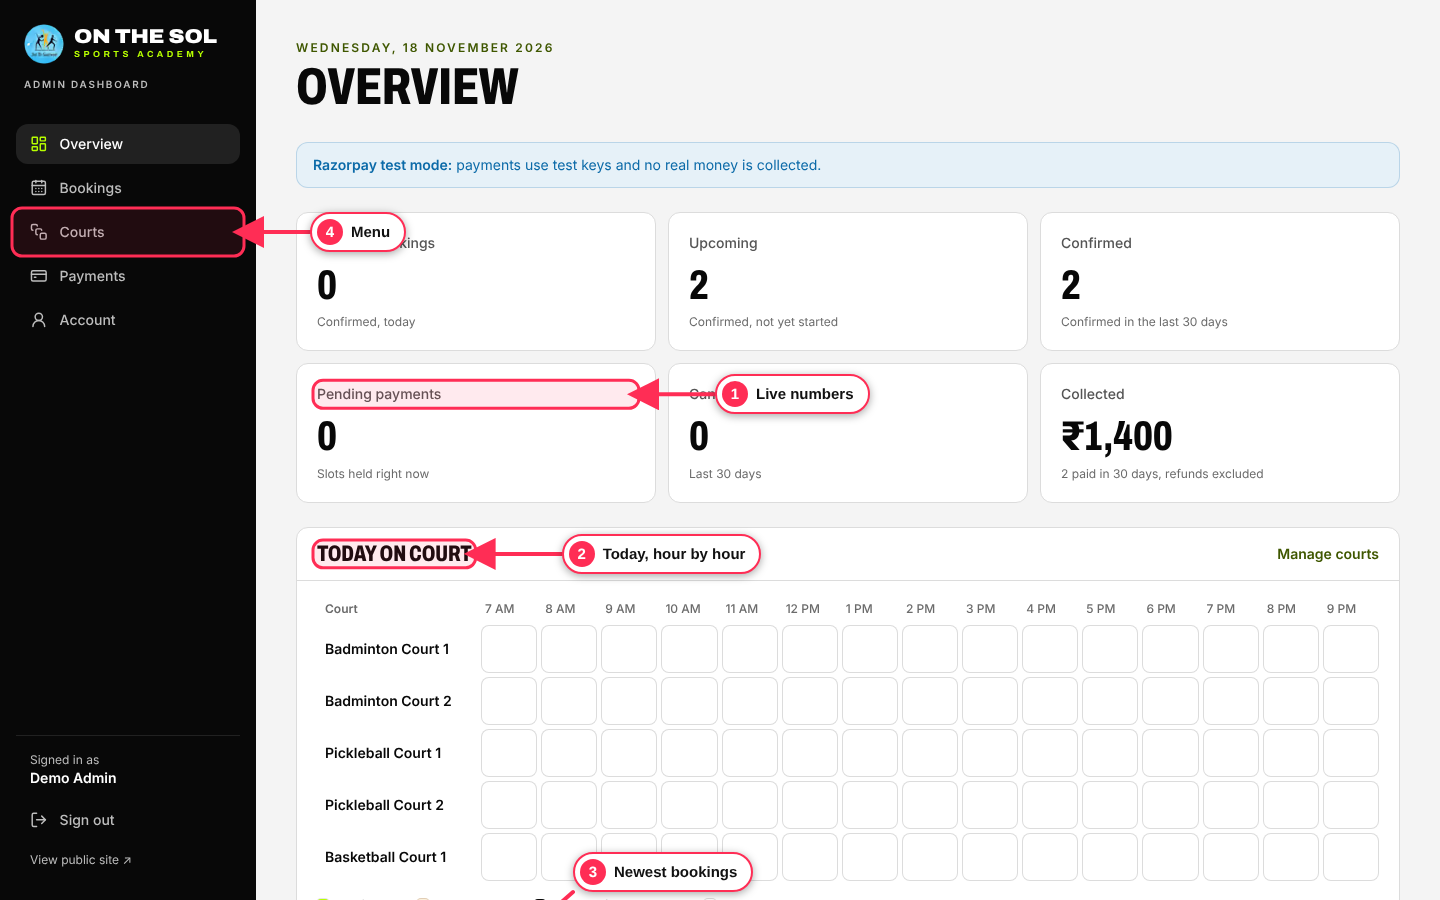 ON THE SOL
SPORTS ACADEMY
ADMIN DASHBOARD
Overview
Bookings
Courts
Payments
Account
Signed in as
Demo Admin
Sign out
View public site ↗
WEDNESDAY, 18 NOVEMBER 2026
OVERVIEW
Razorpay test mode: payments use test keys and no real money is collected.
4 Menu
0
Confirmed, today
Upcoming
2
Confirmed, not yet started
Confirmed
2
Confirmed in the last 30 days
Pending payments
0
Slots held right now
1 Live numbers
0
Last 30 days
Collected
₹1,400
2 paid in 30 days, refunds excluded
TODAY ON COURT
2 Today, hour by hour
Manage courts
Court 7 AM 8 AM 9 AM 10 AM 11 AM 12 PM 1 PM 2 PM 3 PM 4 PM 5 PM 6 PM 7 PM 8 PM 9 PM
Badminton Court 1
Badminton Court 2
Pickleball Court 1
Pickleball Court 2
Basketball Court 1
3 Newest bookings